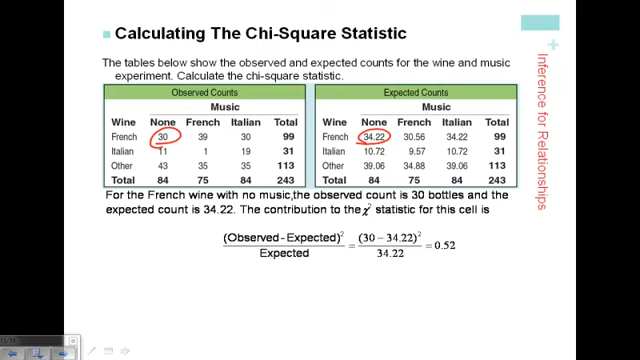 Calculating The Chi-Square Statistic
The tables below show the observed and expected counts for the wine and music
experiment. Calculate the chi-square statistic.
Observed Counts
Music
Wine None French Italian Total
French 30 39 30 99
Italian 11 1 19 31
Other 43 35 35 113
Total 84 75 84 243
Expected Counts
Music
Wine None French Italian Total
French 34.22 30.56 34.22 99
Italian 10.72 9.57 10.72 31
Other 39.06 34.88 39.06 113
Total 84 75 84 243
For the French wine with no music, the observed count is 30 bottles and the
expected count is 34.22. The contribution to the χ² statistic for this cell is
(Observed - Expected)² / Expected = (30 − 34.22)² / 34.22 = 0.52
Inference for Relationships